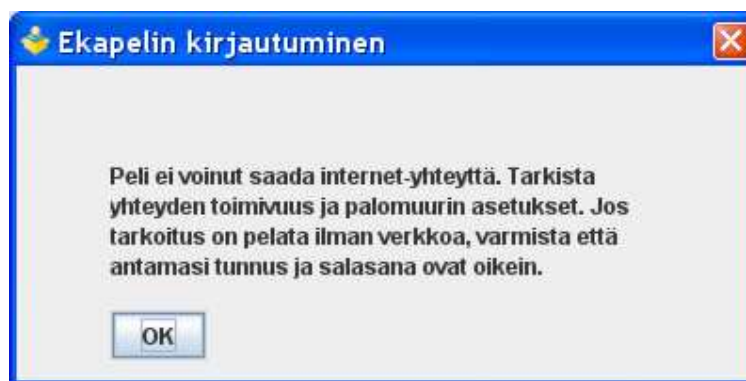 Ekapelin kirjautuminen
Peli ei voinut saada internet-yhteyttä. Tarkista
yhteyden toimivuus ja palomuurin asetukset. Jos
tarkoitus on pelata ilman verkkoa, varmista että
antamasi tunnus ja salasana ovat oikein.
OK